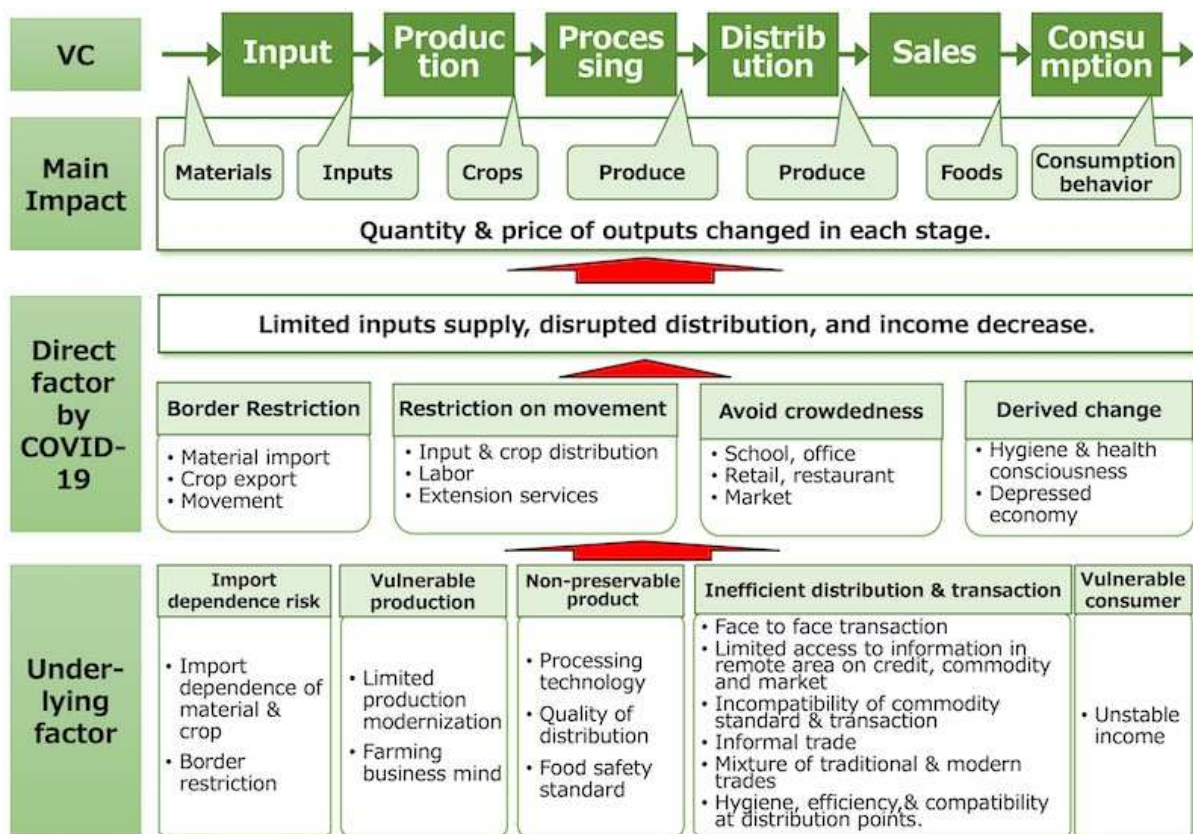 VC
Input
Produc
tion
Proces
sing
Distrib
ution
Sales
Consu
mption
Main
Impact
Materials
Inputs
Crops
Produce
Produce
Foods
Consumption
behavior
Quantity & price of outputs changed in each stage.
Direct
factor
by
COVID-
19
Limited inputs supply, disrupted distribution, and income decrease.
Border Restriction
• Material import
• Crop export
• Movement
Restriction on movement
• Input & crop distribution
• Labor
• Extension services
Avoid crowdedness
• School, office
• Retail, restaurant
• Market
Derived change
• Hygiene & health
consciousness
• Depressed
economy
Under-
lying
factor
Import
dependence risk
• Import
dependence of
material &
crop
• Border
restriction
Vulnerable
production
• Limited
production
modernization
• Farming
business mind
Non-preservable
product
• Processing
technology
• Quality of
distribution
• Food safety
standard
Inefficient distribution & transaction
• Face to face transaction
• Limited access to information in
remote area on credit, commodity
and market
• Incompatibility of commodity
standard & transaction
• Informal trade
• Mixture of traditional & modern
trades
• Hygiene, efficiency,& compatibility
at distribution points.
Vulnerable
consumer
• Unstable
income